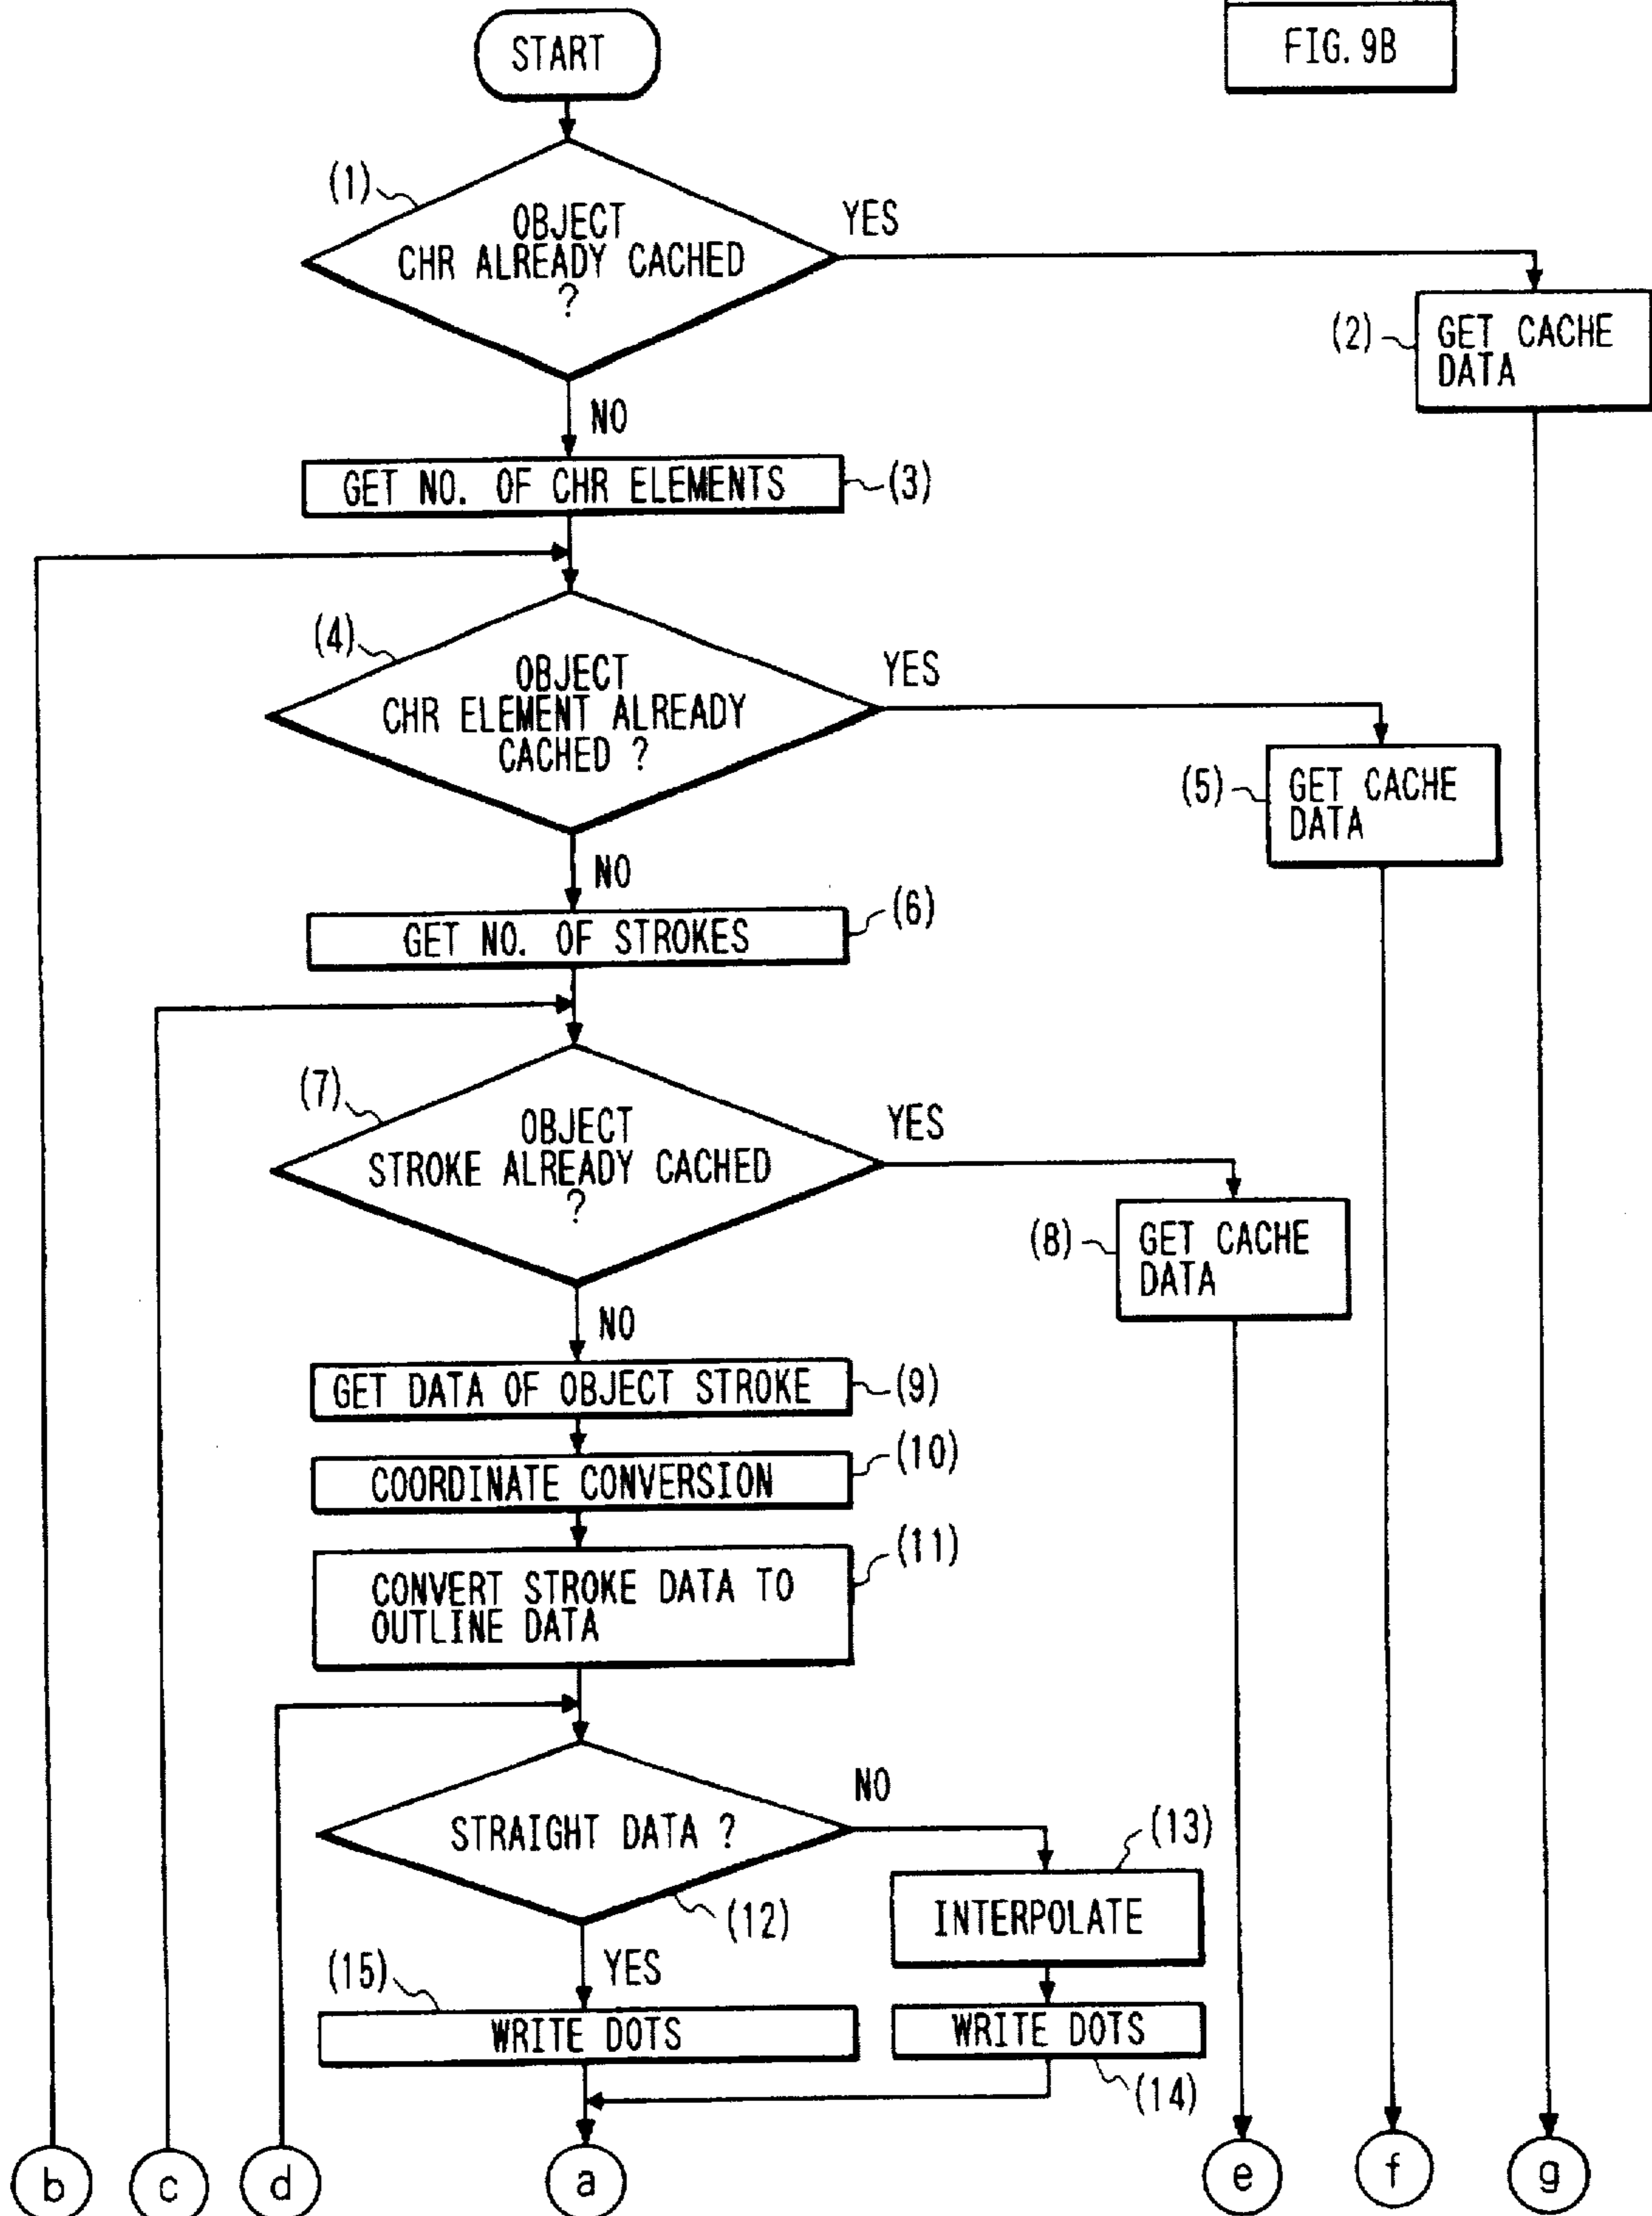 START
FIG. 9B
(1)
OBJECT
CHR ALREADY CACHED
?
YES
(2)
GET CACHE
DATA
NO
GET NO. OF CHR ELEMENTS
(3)
(4)
OBJECT
CHR ELEMENT ALREADY
CACHED ?
YES
(5)
GET CACHE
DATA
NO
(6)
GET NO. OF STROKES
(7)
OBJECT
STROKE ALREADY CACHED
?
YES
(8)
GET CACHE
DATA
NO
GET DATA OF OBJECT STROKE
(9)
COORDINATE CONVERSION
(10)
(11)
CONVERT STROKE DATA TO
OUTLINE DATA
STRAIGHT DATA ?
NO
(12)
(13)
INTERPOLATE
YES
(15)
WRITE DOTS
WRITE DOTS
(14)
b
c
d
a
e
f
g